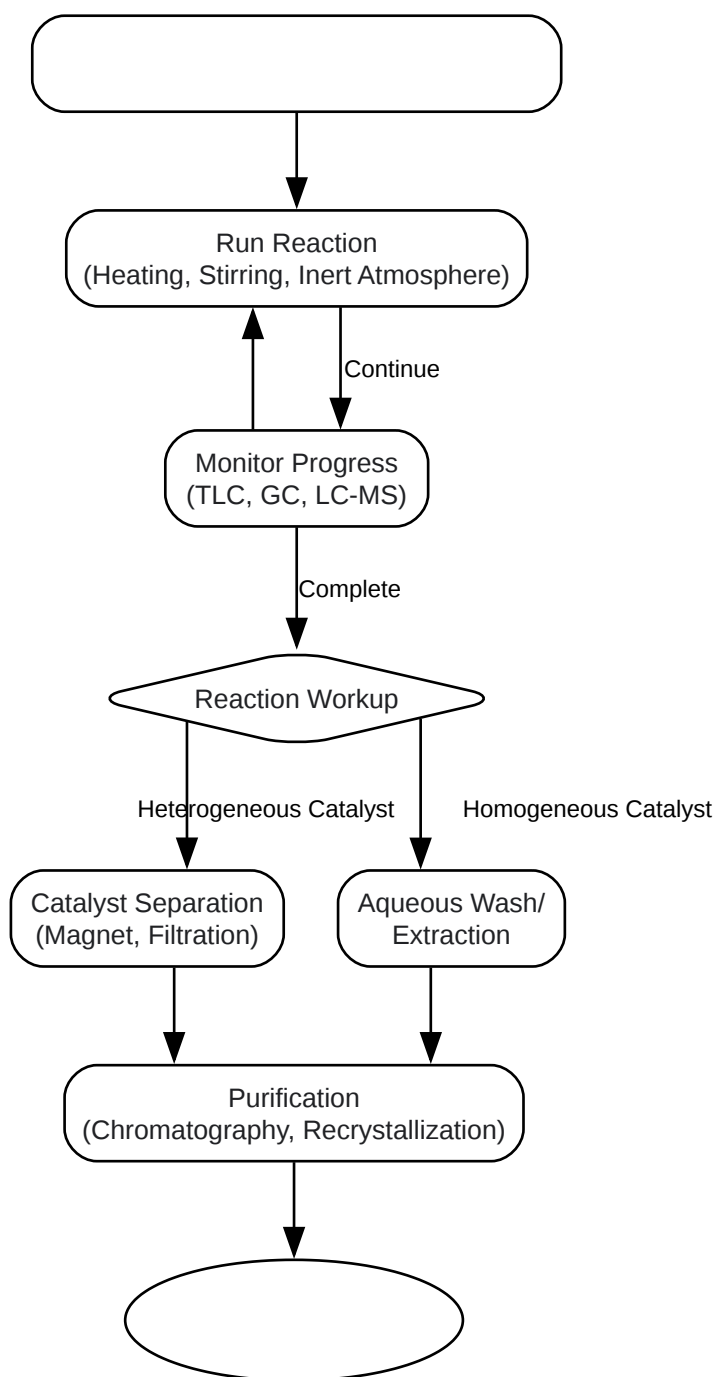 Run Reaction
(Heating, Stirring, Inert Atmosphere)
Continue
Monitor Progress
(TLC, GC, LC-MS)
Complete
Reaction Workup
Heterogeneous Catalyst
Homogeneous Catalyst
Catalyst Separation
(Magnet, Filtration)
Aqueous Wash/
Extraction
Purification
(Chromatography, Recrystallization)